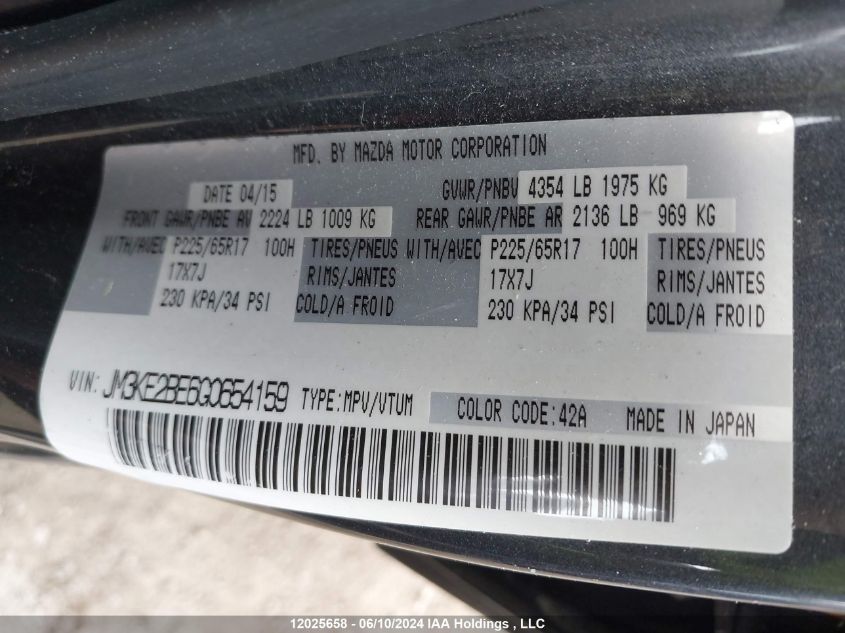 MFD. BY MAZDA MOTOR CORPORATION
DATE 04/15 GVWR/PNBV 4354 LB 1975 KG
FRONT GAWR/PNBE AV 2224 LB 1009 KG REAR GAWR/PNBE AR 2136 LB 969 KG
WITH/AVEC P225/65R17 100H TIRES/PNEUS WITH/AVEC P225/65R17 100H TIRES/PNEUS
17X7J RIMS/JANTES 17X7J RIMS/JANTES
230 KPA/34 PSI COLD/A FROID 230 KPA/34 PSI COLD/A FROID
VIN: JM3KE2BE6G0654159 TYPE:MPV/VTUM COLOR CODE:42A MADE IN JAPAN
12025658 - 06/10/2024 IAA Holdings , LLC